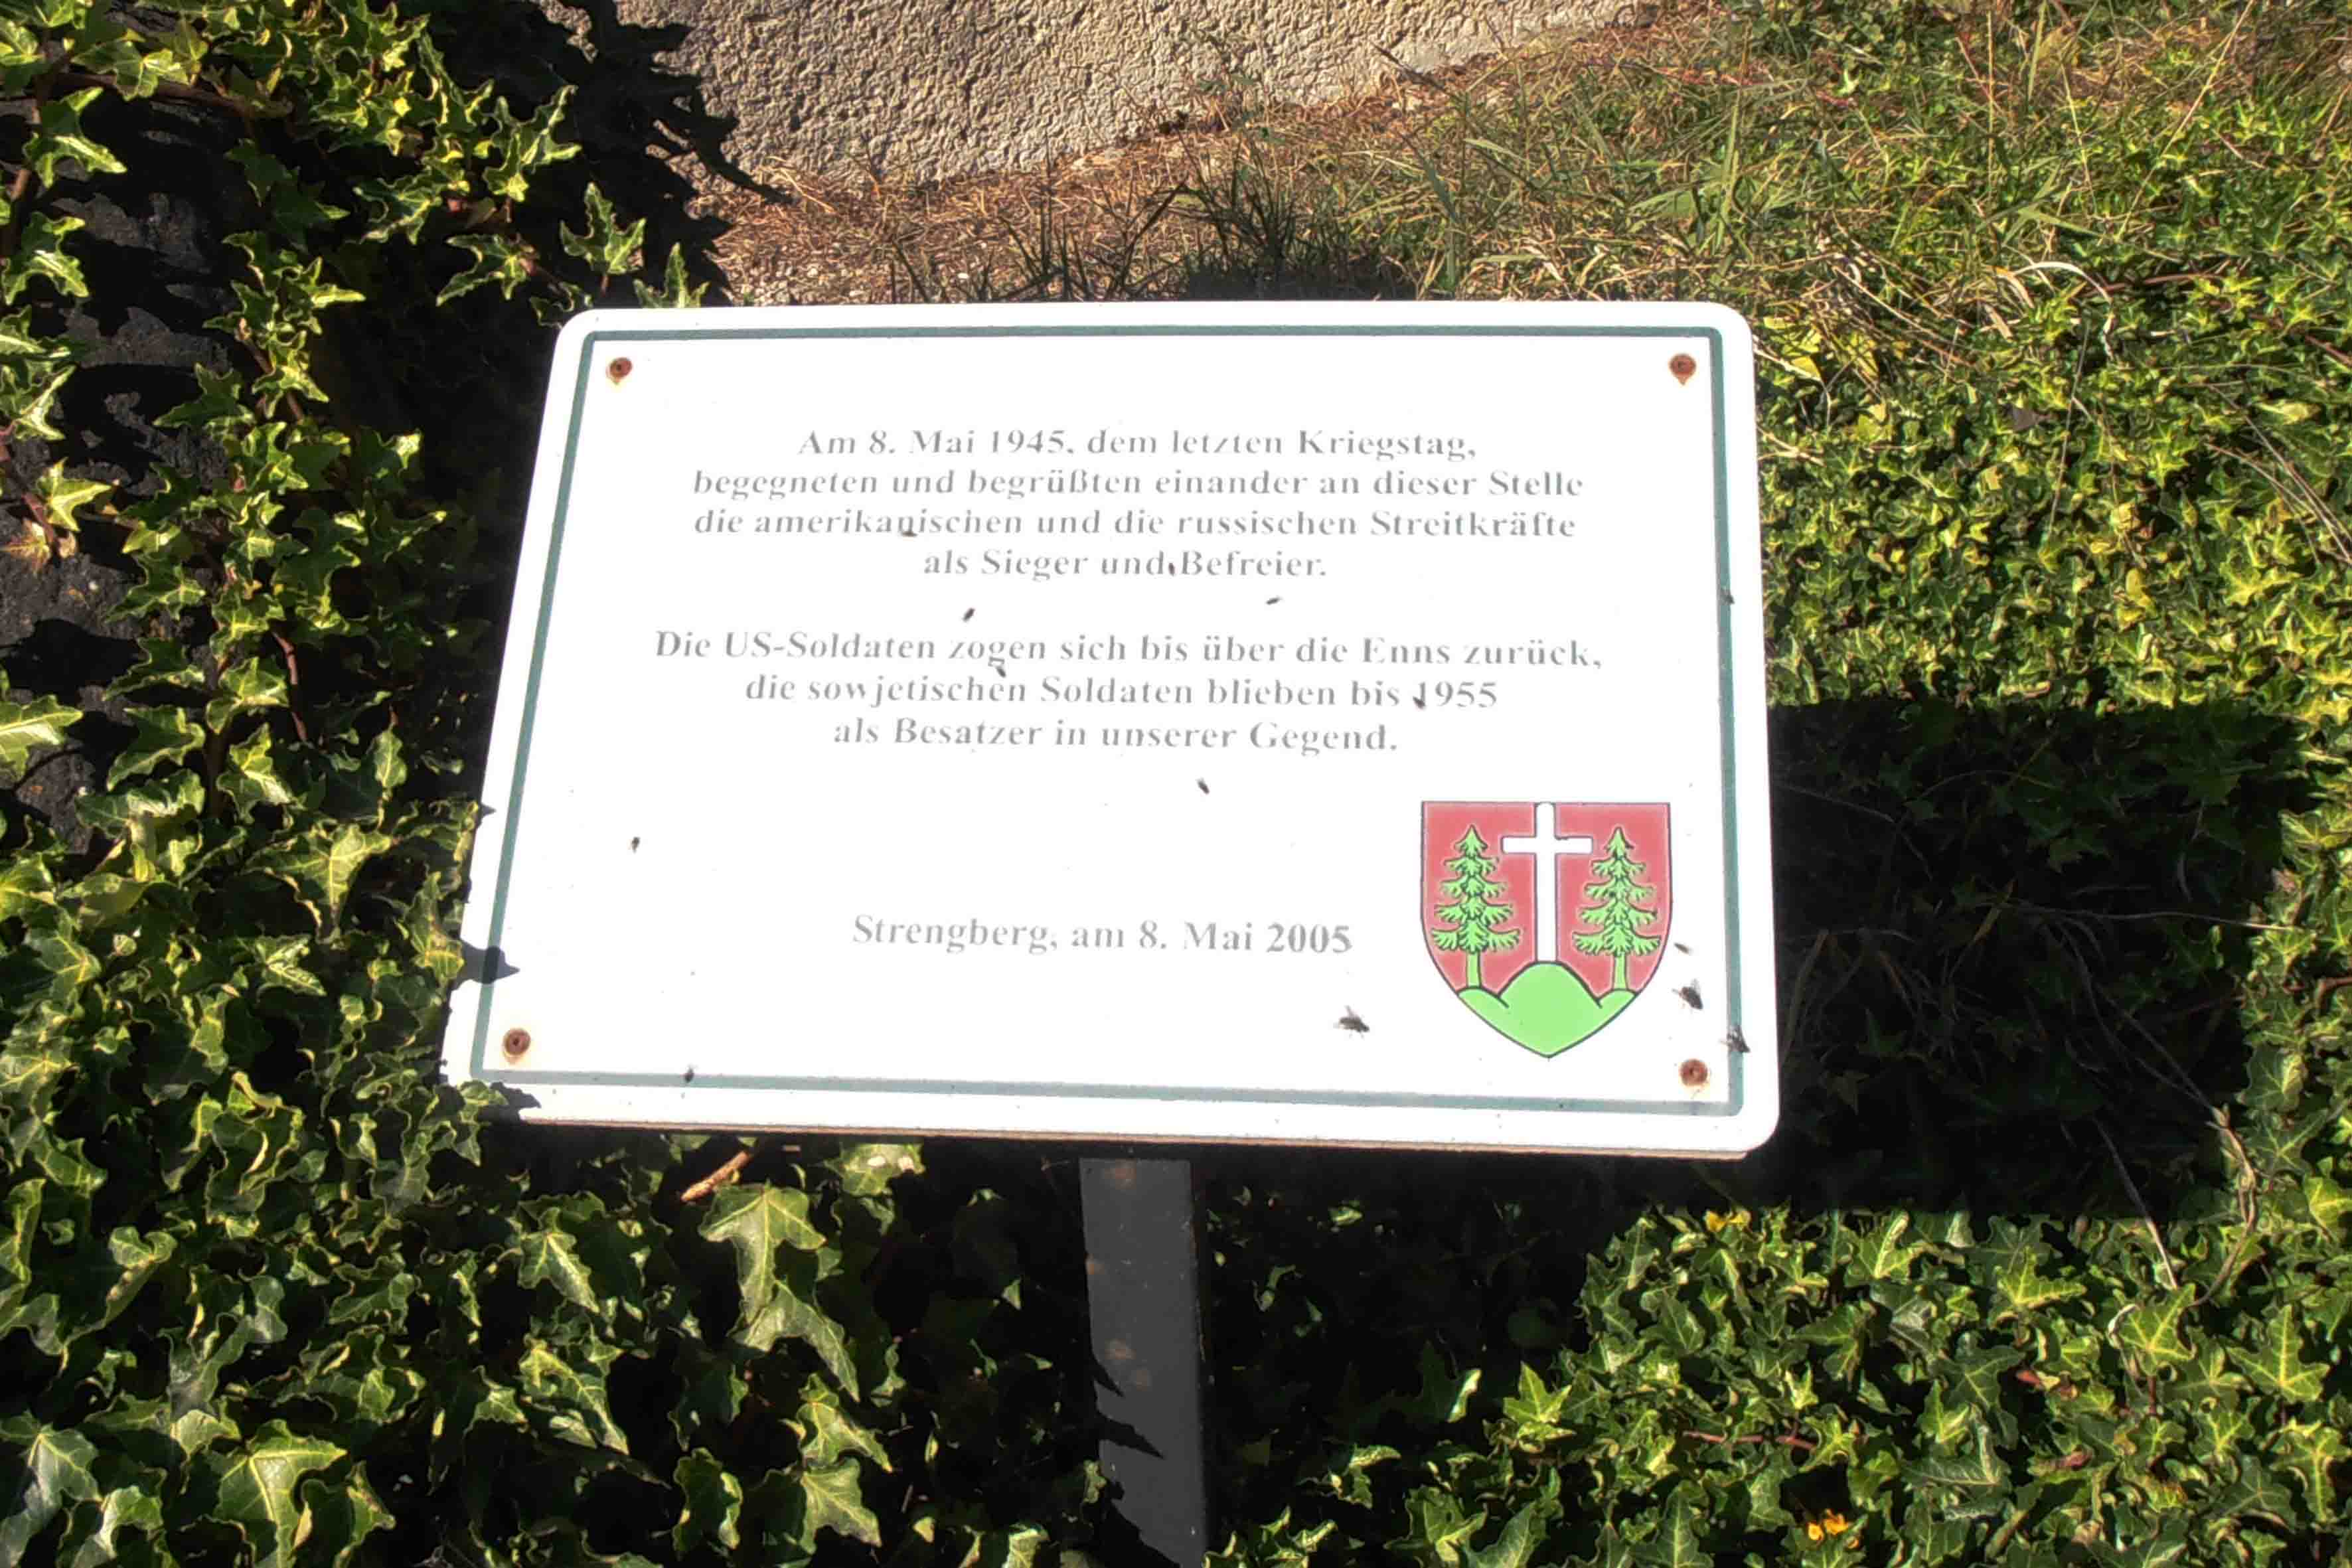 Am 8. Mai 1945, dem letzten Kriegstag,
begegneten und begrüßten einander an dieser Stelle
die amerikanischen und die russischen Streitkräfte
als Sieger und Befreier.
Die US-Soldaten zogen sich bis über die Enns zurück,
die sowjetischen Soldaten blieben bis 1955
als Besatzer in unserer Gegend.
Strengberg, am 8. Mai 2005